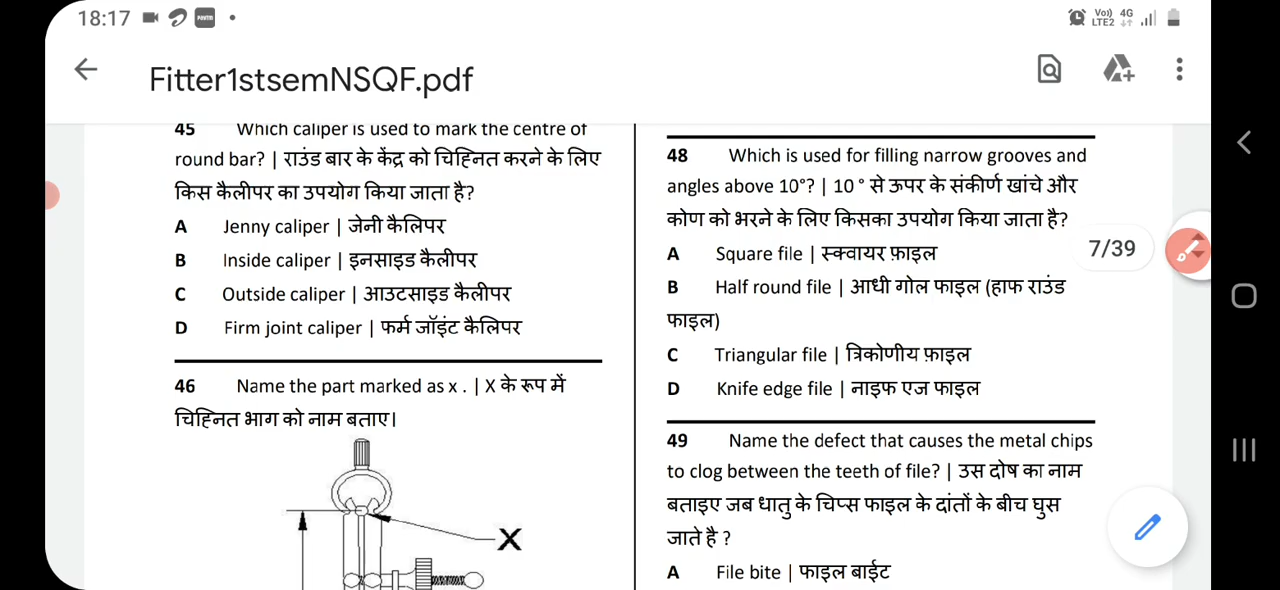 18:17
Vo)) 4G
LTE2
PAYTM
Fitter1stsemNSQF.pdf
45 Which caliper is used to mark the centre of
round bar? | राउंड बार के केंद्र को चिह्नित करने के लिए
किस कैलीपर का उपयोग किया जाता है?
A Jenny caliper | जेनी कैलिपर
B Inside caliper | इनसाइड कैलीपर
C Outside caliper | आउटसाइड कैलीपर
D Firm joint caliper | फर्म जॉइंट कैलिपर
46 Name the part marked as x . | X के रूप में
चिह्नित भाग को नाम बताए।
X
48 Which is used for filling narrow grooves and
angles above 10°? | 10 ° से ऊपर के संकीर्ण खांचे और
कोण को भरने के लिए किसका उपयोग किया जाता है?
A Square file | स्क्वायर फ़ाइल
B Half round file | आधी गोल फाइल (हाफ राउंड
फाइल)
C Triangular file | त्रिकोणीय फ़ाइल
D Knife edge file | नाइफ एज फाइल
49 Name the defect that causes the metal chips
to clog between the teeth of file? | उस दोष का नाम
बताइए जब धातु के चिप्स फाइल के दांतों के बीच घुस
जाते है ?
A File bite | फाइल बाईट
7/39